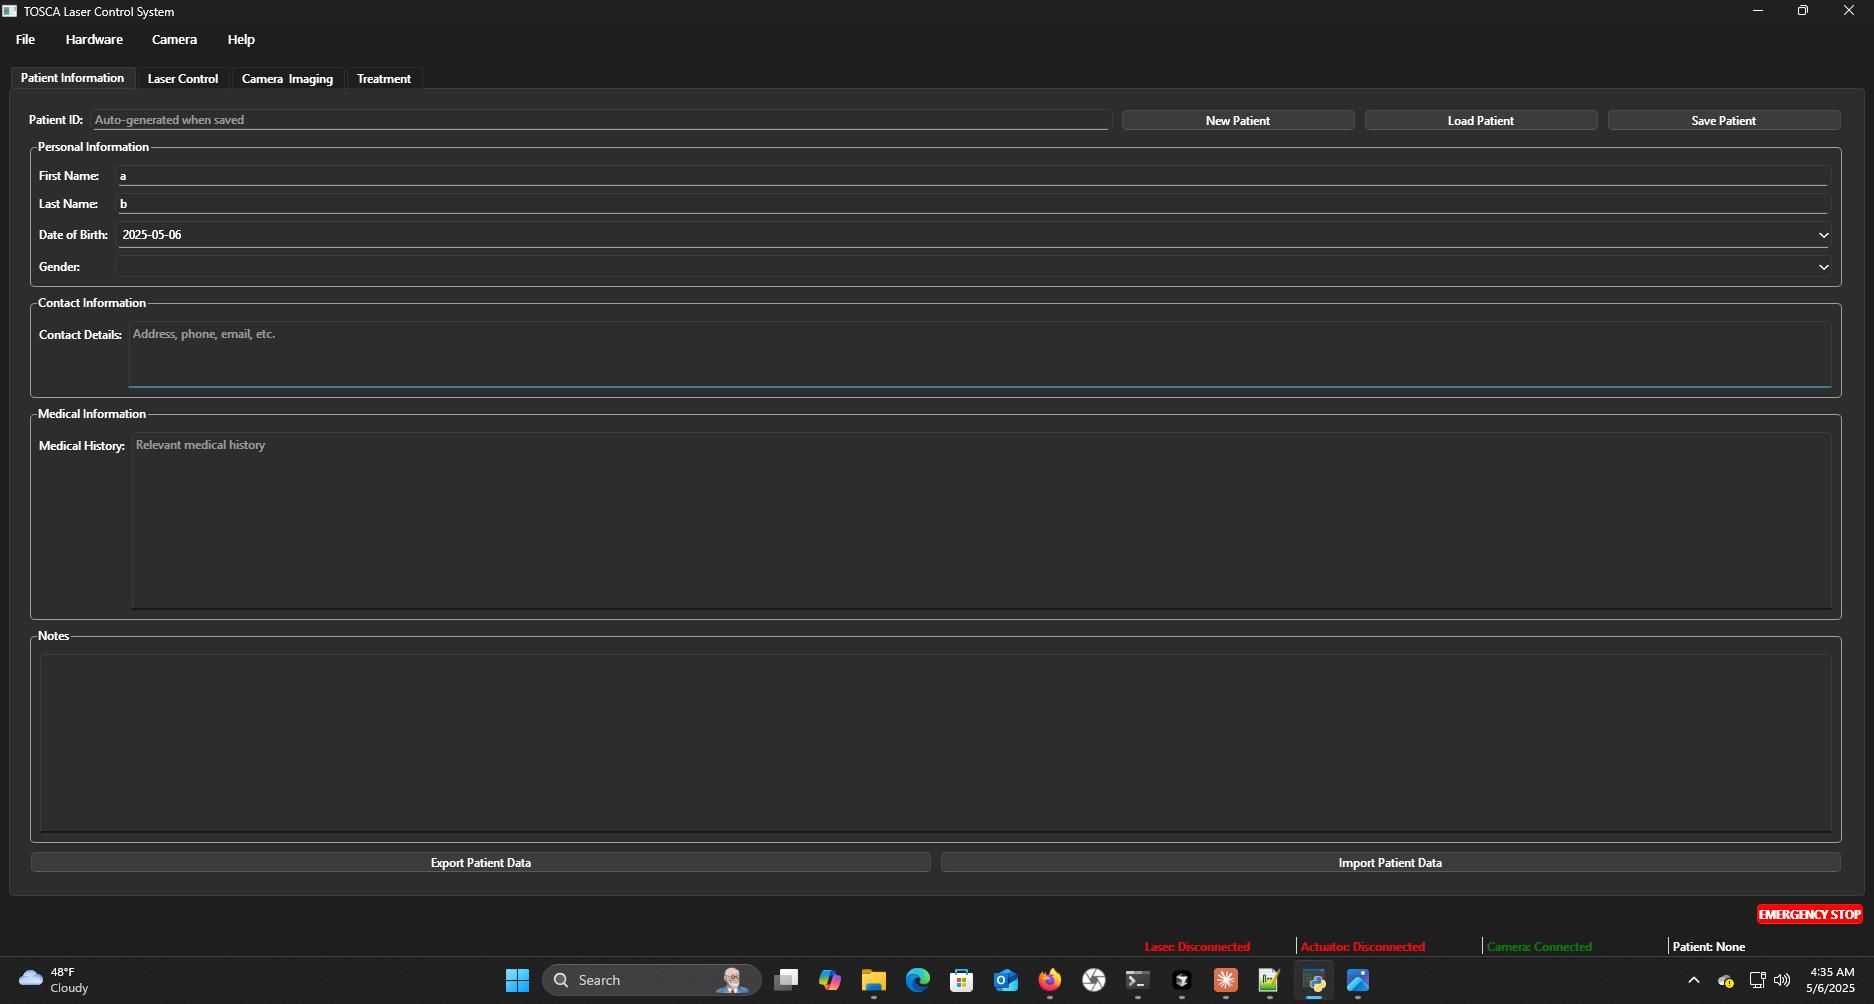 TOSCA Laser Control System
File Hardware Camera Help
Patient Information Laser Control Camera Imaging Treatment
Patient ID: Auto-generated when saved New Patient Load Patient Save Patient
Personal Information
First Name: a
Last Name: b
Date of Birth: 2025-05-06
Gender:
Contact Information
Contact Details: Address, phone, email, etc.
Medical Information
Medical History: Relevant medical history
Notes
Export Patient Data Import Patient Data
EMERGENCY STOP
Laser: Disconnected Actuator: Disconnected Camera: Connected Patient: None
48°F
Cloudy
Search
4:35 AM
5/6/2025